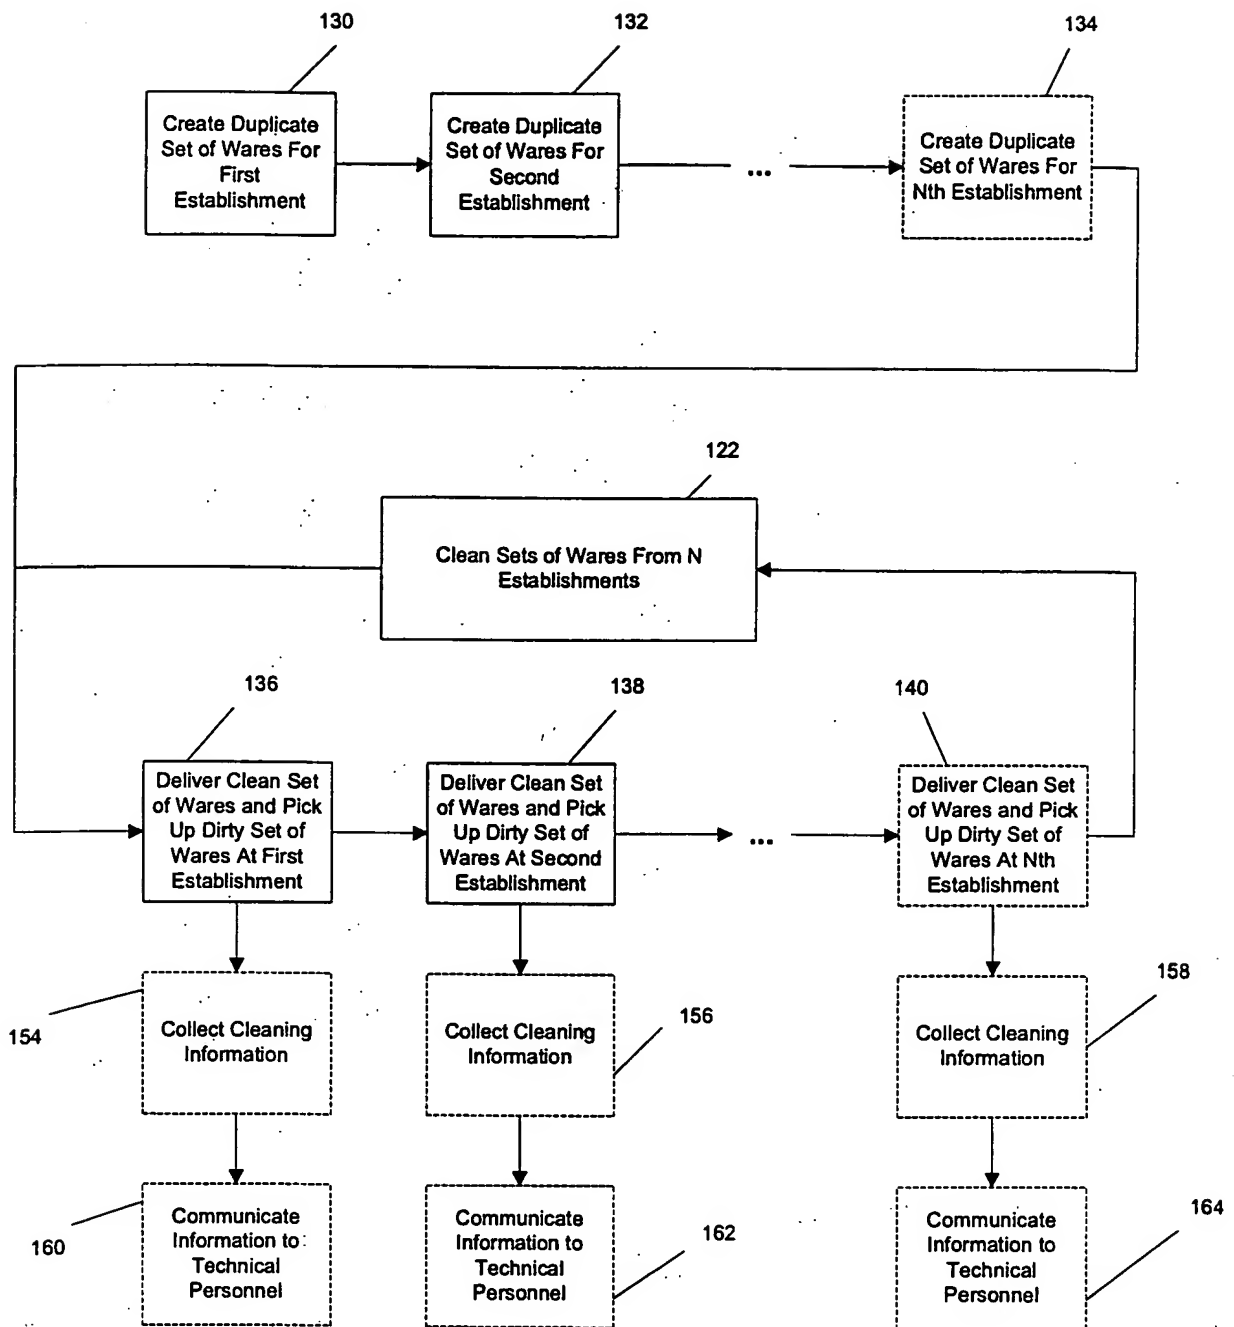 130
132
134
Create Duplicate
Set of Wares For
First
Establishment
Create Duplicate
Set of Wares For
Second
Establishment
...
Create Duplicate
Set of Wares For
Nth Establishment
122
Clean Sets of Wares From N
Establishments
136
138
140
Deliver Clean Set
of Wares and Pick
Up Dirty Set of
Wares At First
Establishment
Deliver Clean Set
of Wares and Pick
Up Dirty Set of
Wares At Second
Establishment
...
Deliver Clean Set
of Wares and Pick
Up Dirty Set of
Wares At Nth
Establishment
154
Collect Cleaning
Information
156
Collect Cleaning
Information
158
Collect Cleaning
Information
160
Communicate
Information to
Technical
Personnel
162
Communicate
Information to
Technical
Personnel
164
Communicate
Information to
Technical
Personnel